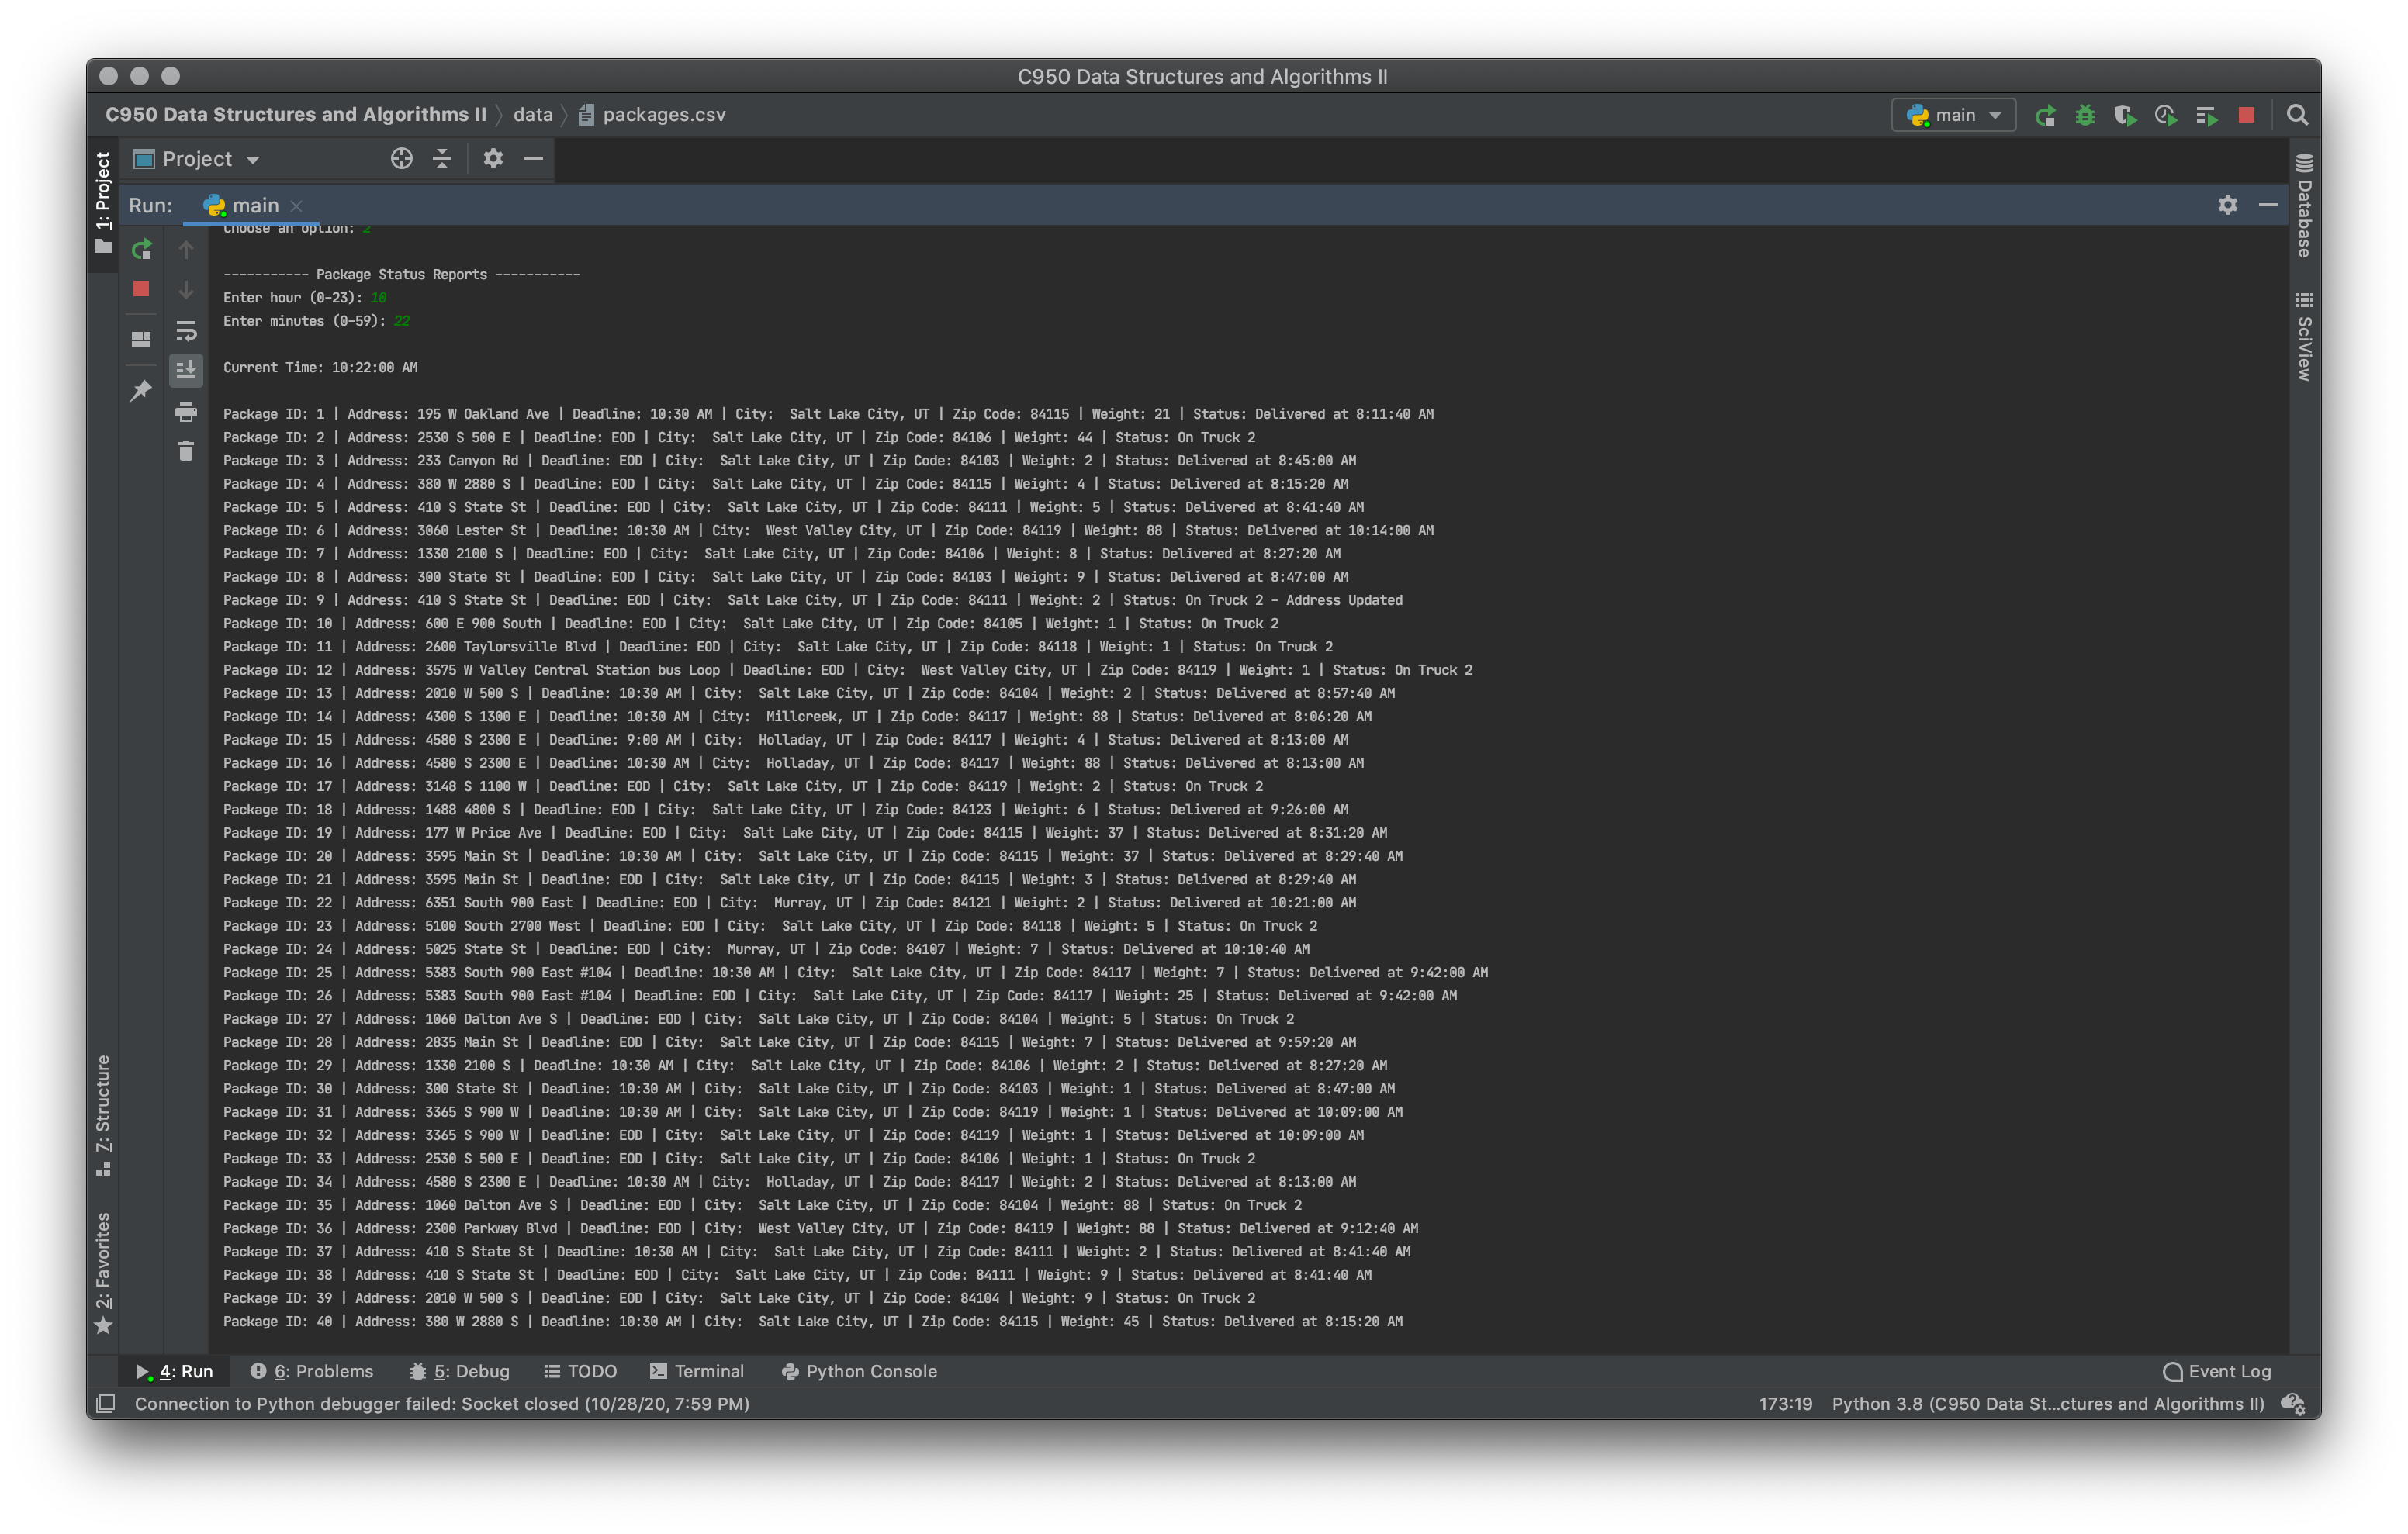 C950 Data Structures and Algorithms II
C950 Data Structures and Algorithms II 〉 data 〉 packages.csv
main
1: Project
Project
Run: main
Choose an option: 2
----------- Package Status Reports -----------
Enter hour (0-23): 10
Enter minutes (0-59): 22
Current Time: 10:22:00 AM
Package ID: 1 | Address: 195 W Oakland Ave | Deadline: 10:30 AM | City:  Salt Lake City, UT | Zip Code: 84115 | Weight: 21 | Status: Delivered at 8:11:40 AM
Package ID: 2 | Address: 2530 S 500 E | Deadline: EOD | City:  Salt Lake City, UT | Zip Code: 84106 | Weight: 44 | Status: On Truck 2
Package ID: 3 | Address: 233 Canyon Rd | Deadline: EOD | City:  Salt Lake City, UT | Zip Code: 84103 | Weight: 2 | Status: Delivered at 8:45:00 AM
Package ID: 4 | Address: 380 W 2880 S | Deadline: EOD | City:  Salt Lake City, UT | Zip Code: 84115 | Weight: 4 | Status: Delivered at 8:15:20 AM
Package ID: 5 | Address: 410 S State St | Deadline: EOD | City:  Salt Lake City, UT | Zip Code: 84111 | Weight: 5 | Status: Delivered at 8:41:40 AM
Package ID: 6 | Address: 3060 Lester St | Deadline: 10:30 AM | City:  West Valley City, UT | Zip Code: 84119 | Weight: 88 | Status: Delivered at 10:14:00 AM
Package ID: 7 | Address: 1330 2100 S | Deadline: EOD | City:  Salt Lake City, UT | Zip Code: 84106 | Weight: 8 | Status: Delivered at 8:27:20 AM
Package ID: 8 | Address: 300 State St | Deadline: EOD | City:  Salt Lake City, UT | Zip Code: 84103 | Weight: 9 | Status: Delivered at 8:47:00 AM
Package ID: 9 | Address: 410 S State St | Deadline: EOD | City:  Salt Lake City, UT | Zip Code: 84111 | Weight: 2 | Status: On Truck 2 - Address Updated
Package ID: 10 | Address: 600 E 900 South | Deadline: EOD | City:  Salt Lake City, UT | Zip Code: 84105 | Weight: 1 | Status: On Truck 2
Package ID: 11 | Address: 2600 Taylorsville Blvd | Deadline: EOD | City:  Salt Lake City, UT | Zip Code: 84118 | Weight: 1 | Status: On Truck 2
Package ID: 12 | Address: 3575 W Valley Central Station bus Loop | Deadline: EOD | City:  West Valley City, UT | Zip Code: 84119 | Weight: 1 | Status: On Truck 2
Package ID: 13 | Address: 2010 W 500 S | Deadline: 10:30 AM | City:  Salt Lake City, UT | Zip Code: 84104 | Weight: 2 | Status: Delivered at 8:57:40 AM
Package ID: 14 | Address: 4300 S 1300 E | Deadline: 10:30 AM | City:  Millcreek, UT | Zip Code: 84117 | Weight: 88 | Status: Delivered at 8:06:20 AM
Package ID: 15 | Address: 4580 S 2300 E | Deadline: 9:00 AM | City:  Holladay, UT | Zip Code: 84117 | Weight: 4 | Status: Delivered at 8:13:00 AM
Package ID: 16 | Address: 4580 S 2300 E | Deadline: 10:30 AM | City:  Holladay, UT | Zip Code: 84117 | Weight: 88 | Status: Delivered at 8:13:00 AM
Package ID: 17 | Address: 3148 S 1100 W | Deadline: EOD | City:  Salt Lake City, UT | Zip Code: 84119 | Weight: 2 | Status: On Truck 2
Package ID: 18 | Address: 1488 4800 S | Deadline: EOD | City:  Salt Lake City, UT | Zip Code: 84123 | Weight: 6 | Status: Delivered at 9:26:00 AM
Package ID: 19 | Address: 177 W Price Ave | Deadline: EOD | City:  Salt Lake City, UT | Zip Code: 84115 | Weight: 37 | Status: Delivered at 8:31:20 AM
Package ID: 20 | Address: 3595 Main St | Deadline: 10:30 AM | City:  Salt Lake City, UT | Zip Code: 84115 | Weight: 37 | Status: Delivered at 8:29:40 AM
Package ID: 21 | Address: 3595 Main St | Deadline: EOD | City:  Salt Lake City, UT | Zip Code: 84115 | Weight: 3 | Status: Delivered at 8:29:40 AM
Package ID: 22 | Address: 6351 South 900 East | Deadline: EOD | City:  Murray, UT | Zip Code: 84121 | Weight: 2 | Status: Delivered at 10:21:00 AM
Package ID: 23 | Address: 5100 South 2700 West | Deadline: EOD | City:  Salt Lake City, UT | Zip Code: 84118 | Weight: 5 | Status: On Truck 2
Package ID: 24 | Address: 5025 State St | Deadline: EOD | City:  Murray, UT | Zip Code: 84107 | Weight: 7 | Status: Delivered at 10:10:40 AM
Package ID: 25 | Address: 5383 South 900 East #104 | Deadline: 10:30 AM | City:  Salt Lake City, UT | Zip Code: 84117 | Weight: 7 | Status: Delivered at 9:42:00 AM
Package ID: 26 | Address: 5383 South 900 East #104 | Deadline: EOD | City:  Salt Lake City, UT | Zip Code: 84117 | Weight: 25 | Status: Delivered at 9:42:00 AM
Package ID: 27 | Address: 1060 Dalton Ave S | Deadline: EOD | City:  Salt Lake City, UT | Zip Code: 84104 | Weight: 5 | Status: On Truck 2
Package ID: 28 | Address: 2835 Main St | Deadline: EOD | City:  Salt Lake City, UT | Zip Code: 84115 | Weight: 7 | Status: Delivered at 9:59:20 AM
Package ID: 29 | Address: 1330 2100 S | Deadline: 10:30 AM | City:  Salt Lake City, UT | Zip Code: 84106 | Weight: 2 | Status: Delivered at 8:27:20 AM
Package ID: 30 | Address: 300 State St | Deadline: 10:30 AM | City:  Salt Lake City, UT | Zip Code: 84103 | Weight: 1 | Status: Delivered at 8:47:00 AM
Package ID: 31 | Address: 3365 S 900 W | Deadline: 10:30 AM | City:  Salt Lake City, UT | Zip Code: 84119 | Weight: 1 | Status: Delivered at 10:09:00 AM
Package ID: 32 | Address: 3365 S 900 W | Deadline: EOD | City:  Salt Lake City, UT | Zip Code: 84119 | Weight: 1 | Status: Delivered at 10:09:00 AM
Package ID: 33 | Address: 2530 S 500 E | Deadline: EOD | City:  Salt Lake City, UT | Zip Code: 84106 | Weight: 1 | Status: On Truck 2
Package ID: 34 | Address: 4580 S 2300 E | Deadline: 10:30 AM | City:  Holladay, UT | Zip Code: 84117 | Weight: 2 | Status: Delivered at 8:13:00 AM
Package ID: 35 | Address: 1060 Dalton Ave S | Deadline: EOD | City:  Salt Lake City, UT | Zip Code: 84104 | Weight: 88 | Status: On Truck 2
Package ID: 36 | Address: 2300 Parkway Blvd | Deadline: EOD | City:  West Valley City, UT | Zip Code: 84119 | Weight: 88 | Status: Delivered at 9:12:40 AM
Package ID: 37 | Address: 410 S State St | Deadline: 10:30 AM | City:  Salt Lake City, UT | Zip Code: 84111 | Weight: 2 | Status: Delivered at 8:41:40 AM
Package ID: 38 | Address: 410 S State St | Deadline: EOD | City:  Salt Lake City, UT | Zip Code: 84111 | Weight: 9 | Status: Delivered at 8:41:40 AM
Package ID: 39 | Address: 2010 W 500 S | Deadline: EOD | City:  Salt Lake City, UT | Zip Code: 84104 | Weight: 9 | Status: On Truck 2
Package ID: 40 | Address: 380 W 2880 S | Deadline: 10:30 AM | City:  Salt Lake City, UT | Zip Code: 84115 | Weight: 45 | Status: Delivered at 8:15:20 AM
Database
SciView
Z: Structure
2: Favorites
4: Run 6: Problems 5: Debug TODO Terminal Python Console Event Log
Connection to Python debugger failed: Socket closed (10/28/20, 7:59 PM) 173:19 Python 3.8 (C950 Data St...ctures and Algorithms II)